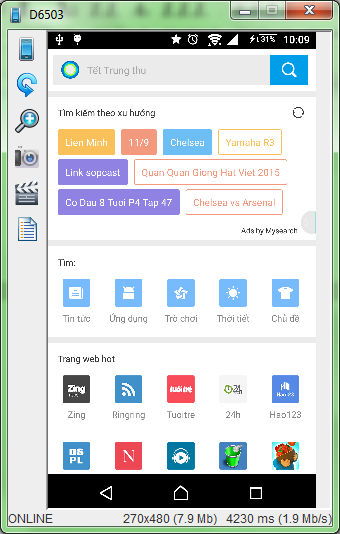 D6503
31% 10:09
Tết Trung thu
Tìm kiếm theo xu hướng
Lien Minh 11/9 Chelsea Yamaha R3
Link sopcast Quan Quan Giong Hat Viet 2015
Co Dau 8 Tuoi P4 Tap 47 Chelsea vs Arsenal
Ads by Mysearch
Tìm:
Tin tức Ứng dụng Trò chơi Thời tiết Chủ đề
Trang web hot
Zing tuổi trẻ 24h Hao123
Zing Ringring Tuoitre 24h Hao123
N
ONLINE 270x480 (7.9 Mb) 4230 ms (1.9 Mb/s)